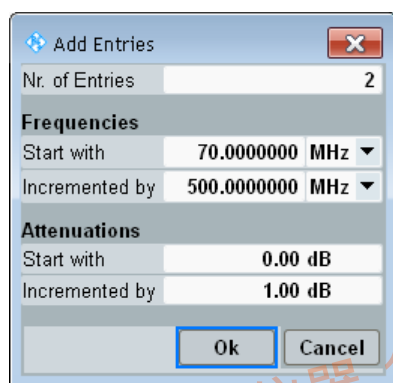 Add Entries
Nr. of Entries 2
Frequencies
Start with 70.0000000 MHz
Incremented by 500.0000000 MHz
Attenuations
Start with 0.00 dB
Incremented by 1.00 dB
Ok Cancel